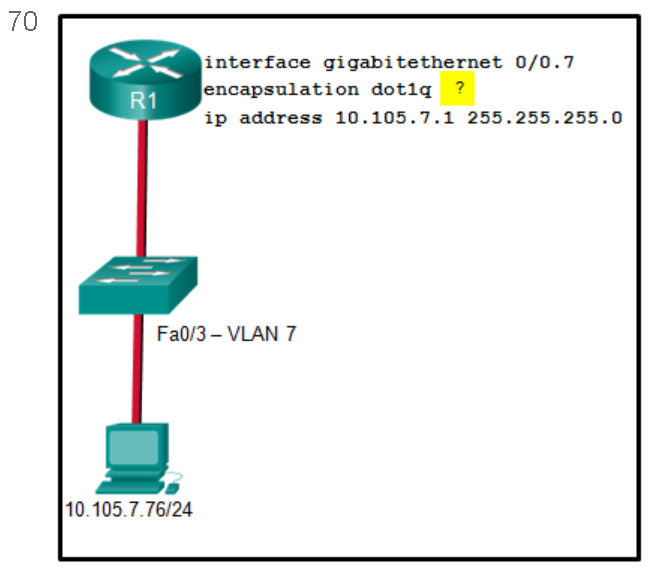 70
interface gigabitethernet 0/0.7
encapsulation dot1q ?
R1
ip address 10.105.7.1 255.255.255.0
Fa0/3 – VLAN 7
10.105.7.76/24